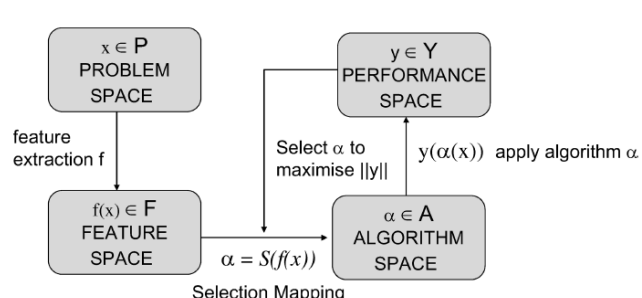 x ∈ P
PROBLEM
SPACE
y ∈ Y
PERFORMANCE
SPACE
feature
extraction f
Select α to
maximise ||y||
y(α(x)) apply algorithm α
f(x) ∈ F
FEATURE
SPACE
α ∈ A
ALGORITHM
SPACE
α = S(f(x))
Selection Mapping